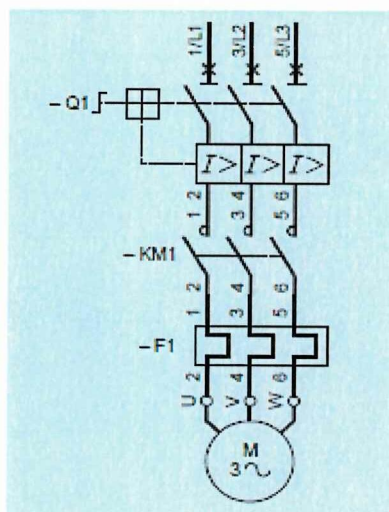 1/L1 3/L2 5/L3
– Q1
I> I> I>
2 4 6
1 3 5
– KM1
2 4 6
1 3 5
– F1
2 4 6
U V W
M
3